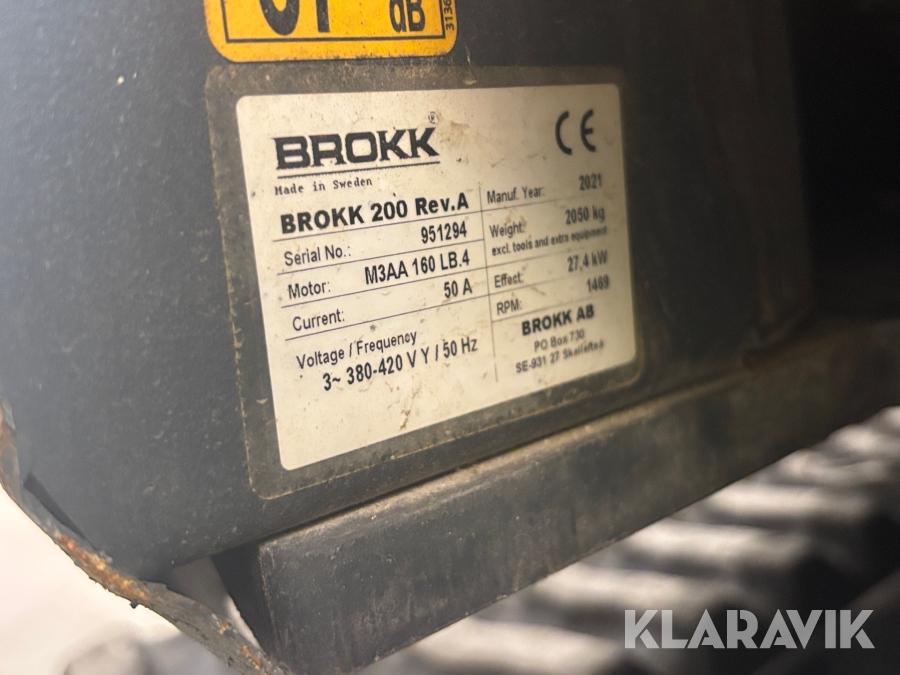 dB
3136
BROKK®
Made in Sweden
BROKK 200 Rev.A
Serial No.: 951294
Motor: M3AA 160 LB.4
Current: 50 A
Voltage / Frequency
3~ 380-420 V Y / 50 Hz
CE
Manuf. Year: 2021
Weight: 2050 kg
excl. tools and extra equipment
Effect: 27,4 kW
RPM: 1469
BROKK AB
PO Box 730
SE-931 27 Skellefteå
KLARAVIK